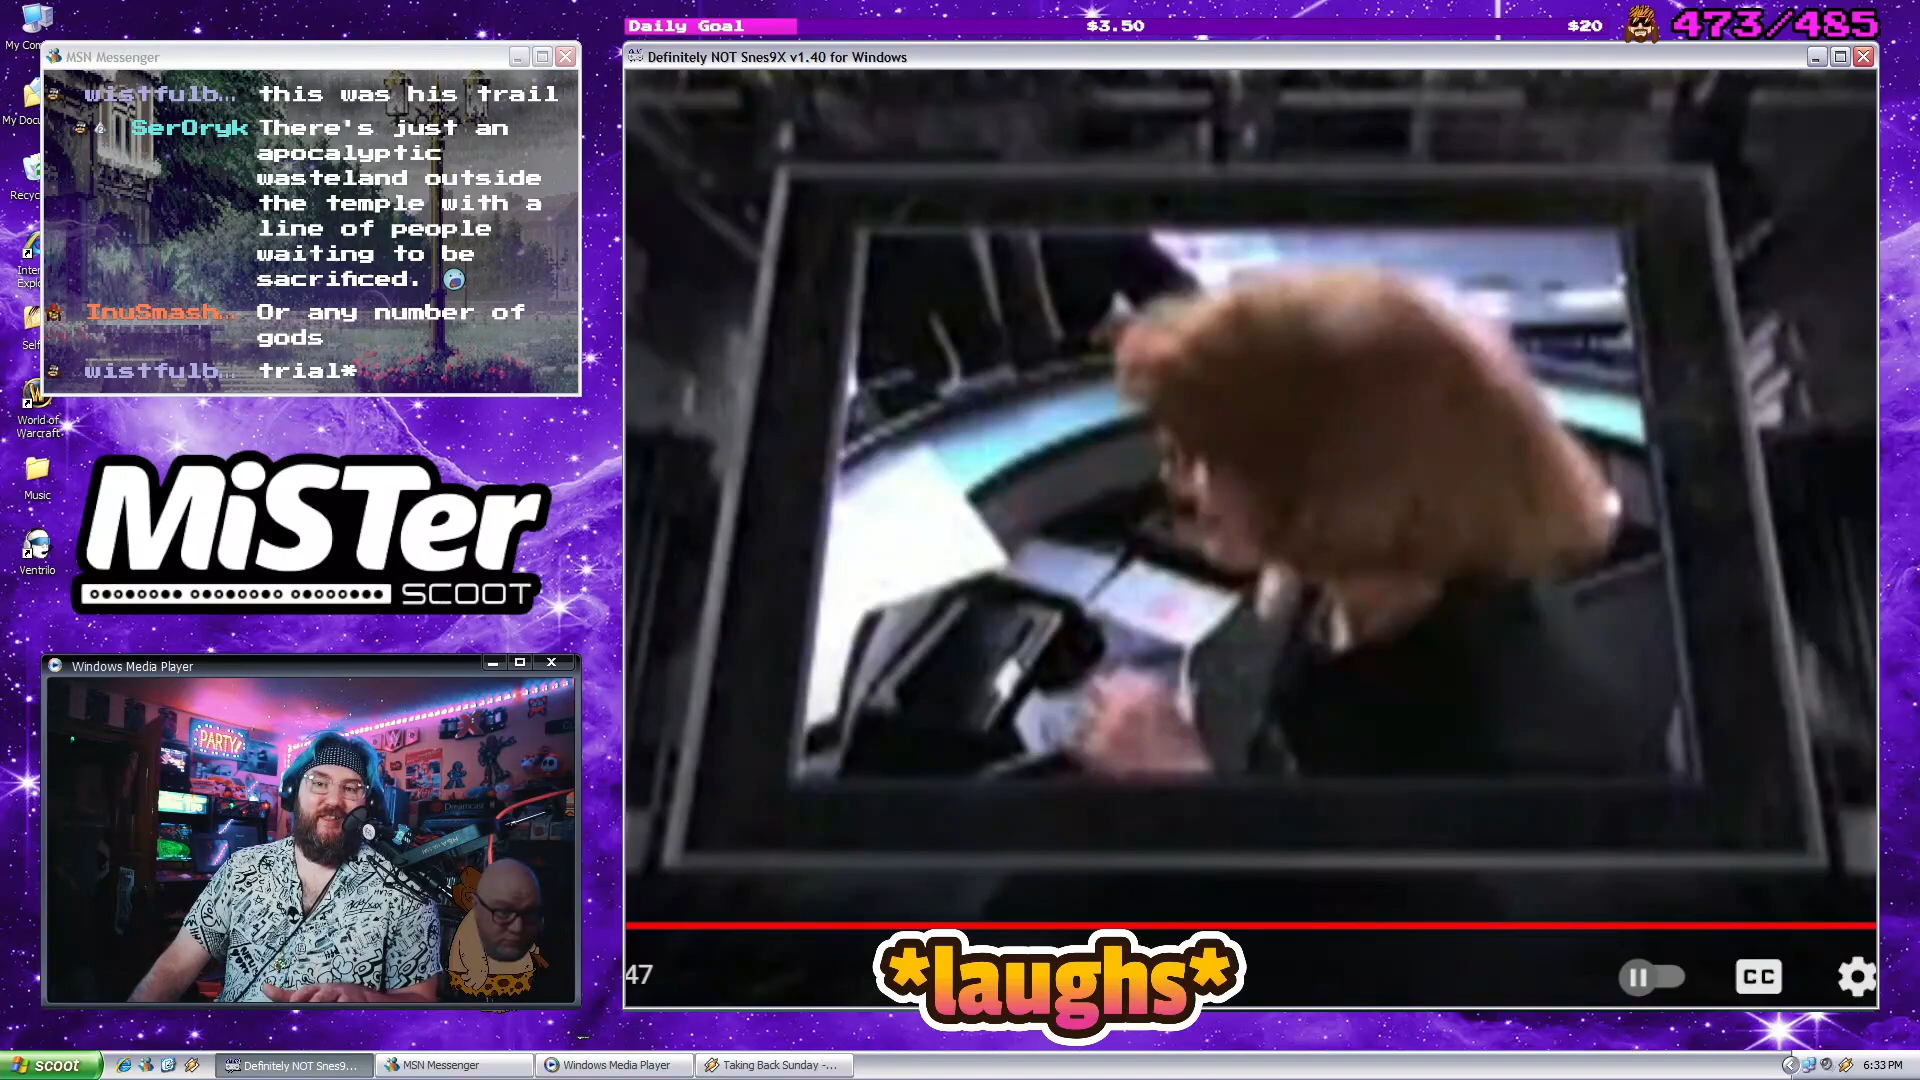 Daily Goal
$3.50
$20
473/485
My Com
My Docu
Recyc
Inter
Explo
Self
World of
Warcraft
Music
Ventrilo
MSN Messenger
wistfulb... this was his trail
SerOryk There's just an
apocalyptic
wasteland outside
the temple with a
line of people
waiting to be
sacrificed.
InuSmash... Or any number of
gods
wistfulb... trial*
MiSTer
SCOOT
Windows Media Player
PARTY!
Dreamcast
Definitely NOT Snes9X v1.40 for Windows
47
CC
*laughs*
scoot
Definitely NOT Snes9...
MSN Messenger
Windows Media Player
Taking Back Sunday -...
6:33 PM